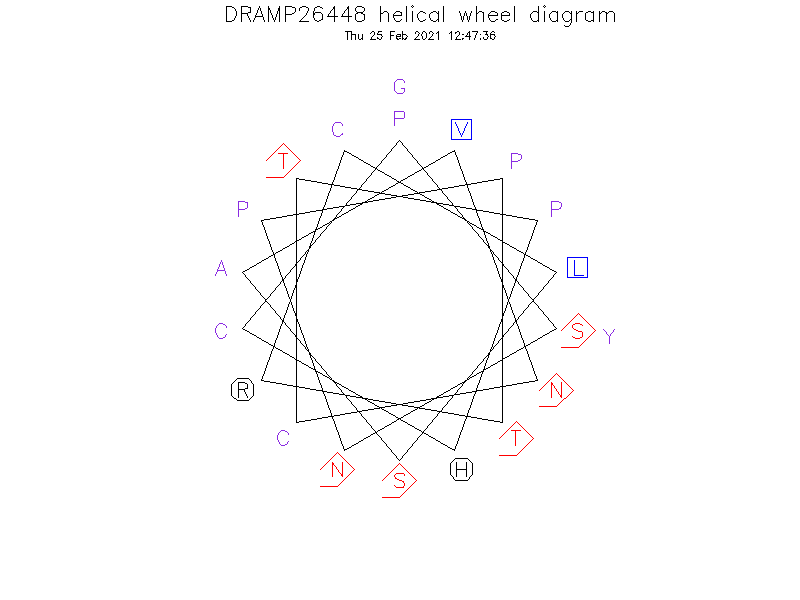 DRAMP26448 helical wheel diagram
Thu 25 Feb 2021 12:47:36
G
P
C V
T P
P P
A L
C S Y
R N
C T
N H
S